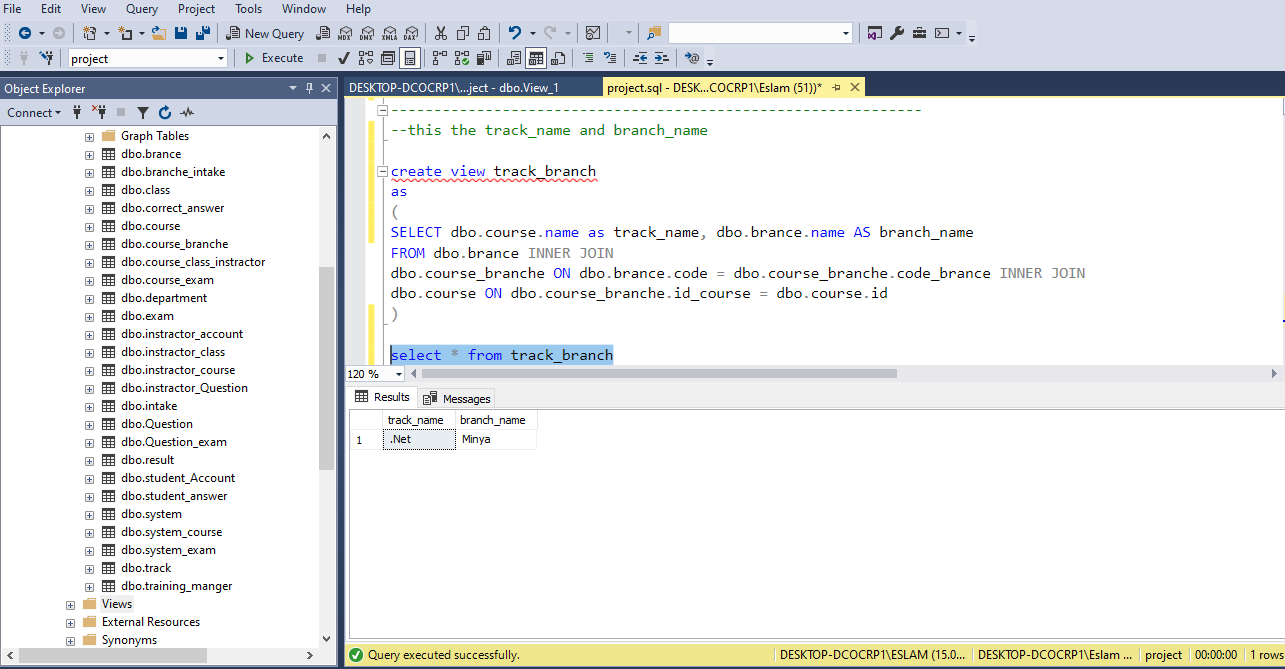 File Edit View Query Project Tools Window Help
New Query MDX DMX XMLA DAX
project Execute
Object Explorer
Connect
Graph Tables
dbo.brance
dbo.branche_intake
dbo.class
dbo.correct_answer
dbo.course
dbo.course_branche
dbo.course_class_instructor
dbo.course_exam
dbo.department
dbo.exam
dbo.instractor_account
dbo.instractor_class
dbo.instractor_course
dbo.instractor_Question
dbo.intake
dbo.Question
dbo.Question_exam
dbo.result
dbo.student_Account
dbo.student_answer
dbo.system
dbo.system_course
dbo.system_exam
dbo.track
dbo.training_manger
Views
External Resources
Synonyms
DESKTOP-DCOCRP1\...ject - dbo.View_1 project.sql - DESK...COCRP1\Eslam (51))*
---------------------------------------------------------------
--this the track_name and branch_name
create view track_branch
as
(
SELECT dbo.course.name as track_name, dbo.brance.name AS branch_name
FROM dbo.brance INNER JOIN
dbo.course_branche ON dbo.brance.code = dbo.course_branche.code_brance INNER JOIN
dbo.course ON dbo.course_branche.id_course = dbo.course.id
)
select * from track_branch
120 %
Results Messages
track_name branch_name
1 .Net Minya
Query executed successfully. DESKTOP-DCOCRP1\ESLAM (15.0... DESKTOP-DCOCRP1\Eslam ... project 00:00:00 1 rows